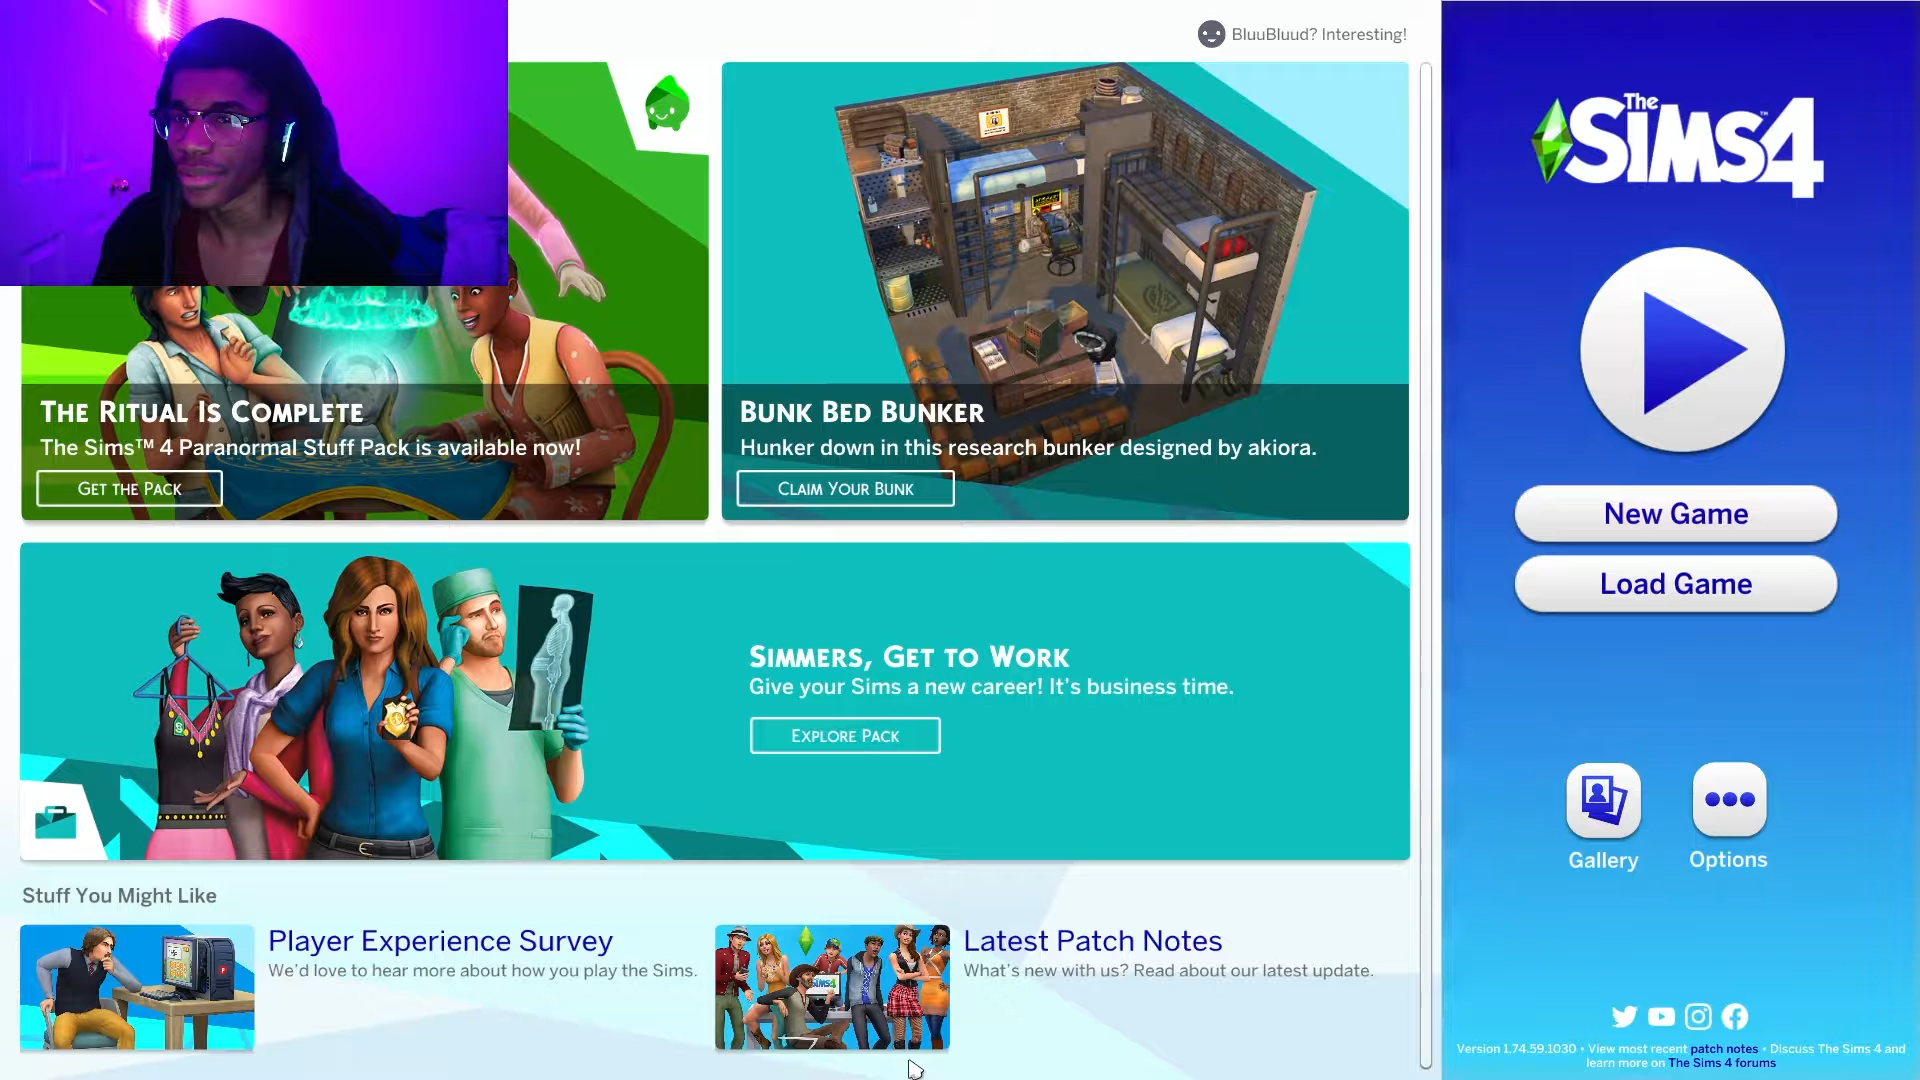 BluuBluud? Interesting!
The Ritual Is Complete
The Sims™ 4 Paranormal Stuff Pack is available now!
Get the Pack
Bunk Bed Bunker
Hunker down in this research bunker designed by akiora.
Claim Your Bunk
Simmers, Get to Work
Give your Sims a new career! It's business time.
Explore Pack
Stuff You Might Like
Player Experience Survey
We'd love to hear more about how you play the Sims.
Latest Patch Notes
What's new with us? Read about our latest update.
The
SiMS4
New Game
Load Game
Gallery
Options
Version 1.74.59.1030 • View most recent patch notes • Discuss The Sims 4 and
learn more on The Sims 4 forums